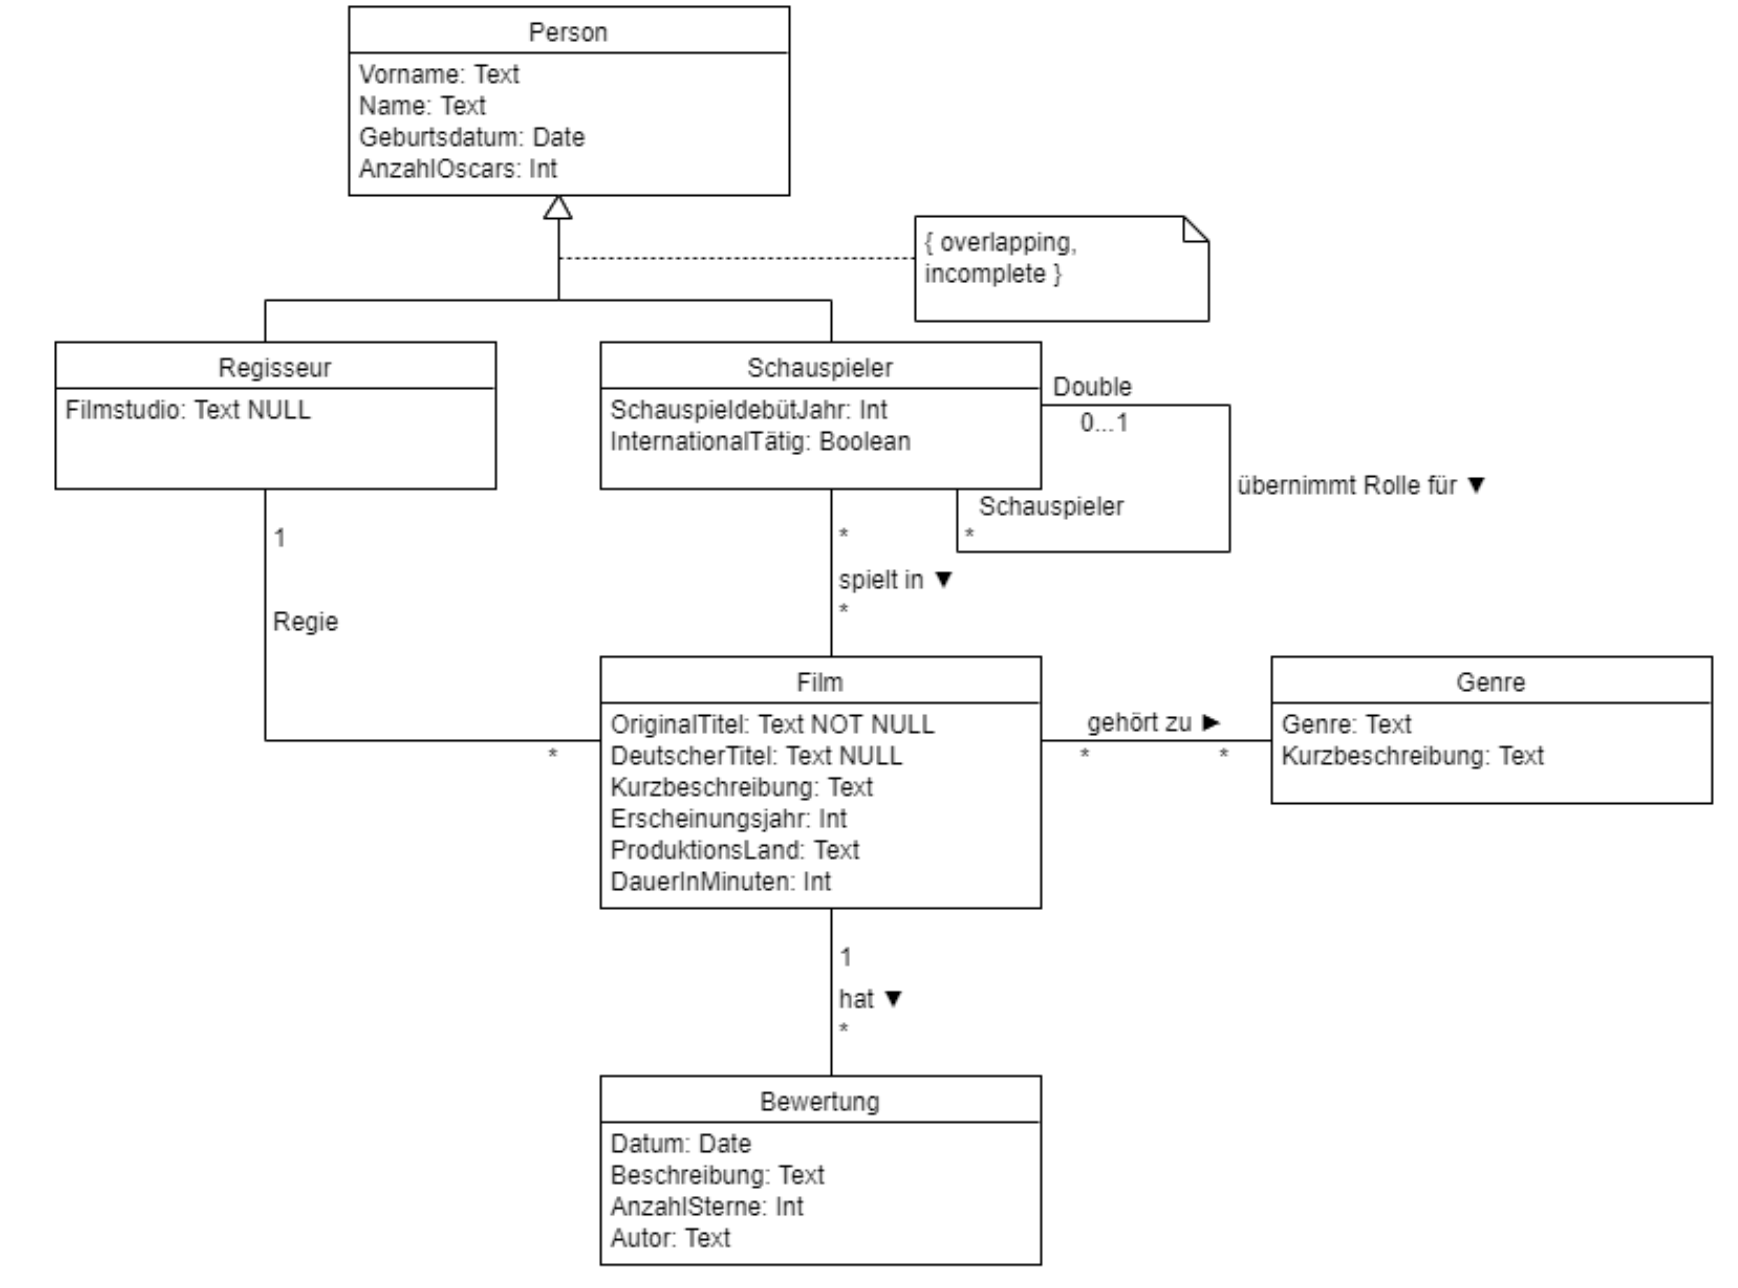 Person
Vorname: Text
Name: Text
Geburtsdatum: Date
AnzahlOscars: Int
{ overlapping,
incomplete }
Regisseur
Filmstudio: Text NULL
Schauspieler
SchauspieldebütJahr: Int
InternationalTätig: Boolean
Double
0...1
übernimmt Rolle für ▼
Schauspieler
*
1
Regie
*
*
spielt in ▼
*
Film
OriginalTitel: Text NOT NULL
DeutscherTitel: Text NULL
Kurzbeschreibung: Text
Erscheinungsjahr: Int
ProduktionsLand: Text
DauerInMinuten: Int
gehört zu ►
* *
Genre
Genre: Text
Kurzbeschreibung: Text
1
hat ▼
*
Bewertung
Datum: Date
Beschreibung: Text
AnzahlSterne: Int
Autor: Text